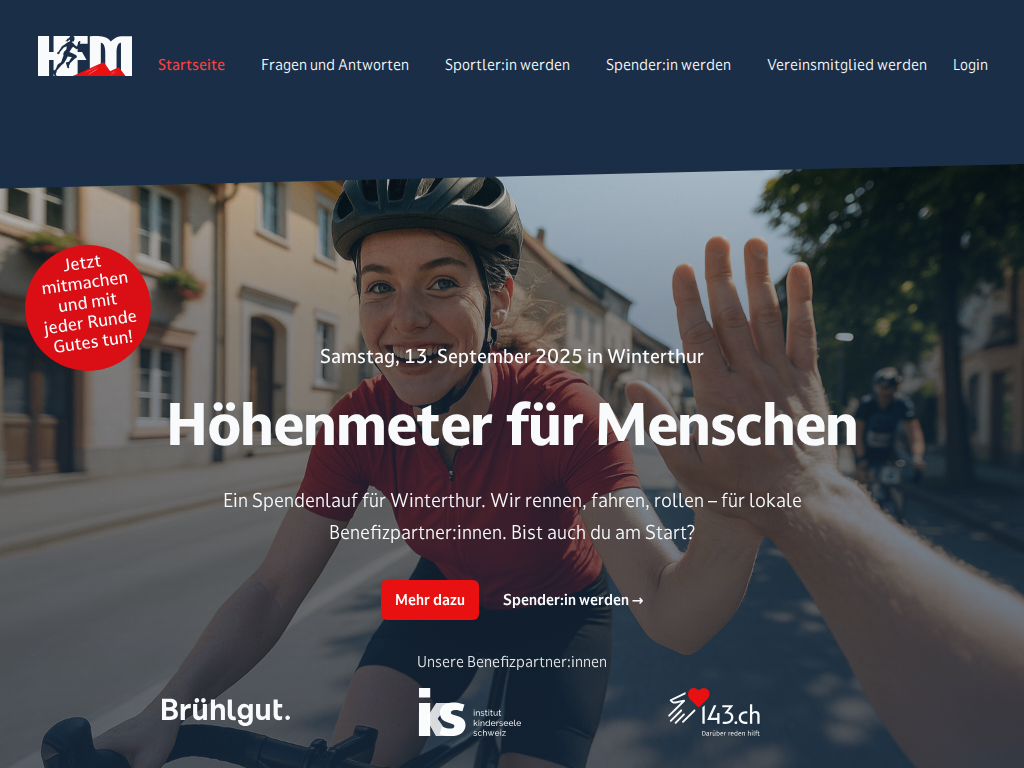 HFM
Startseite
Fragen und Antworten
Sportler:in werden
Spender:in werden
Vereinsmitglied werden
Login
Jetzt
mitmachen
und mit
jeder Runde
Gutes tun!
Samstag, 13. September 2025 in Winterthur
Höhenmeter für Menschen
Ein Spendenlauf für Winterthur. Wir rennen, fahren, rollen – für lokale
Benefizpartner:innen. Bist auch du am Start?
Mehr dazu
Spender:in werden →
Unsere Benefizpartner:innen
Brühlgut.
iks
institut
kinderseele
schweiz
143.ch
Darüber reden hilft